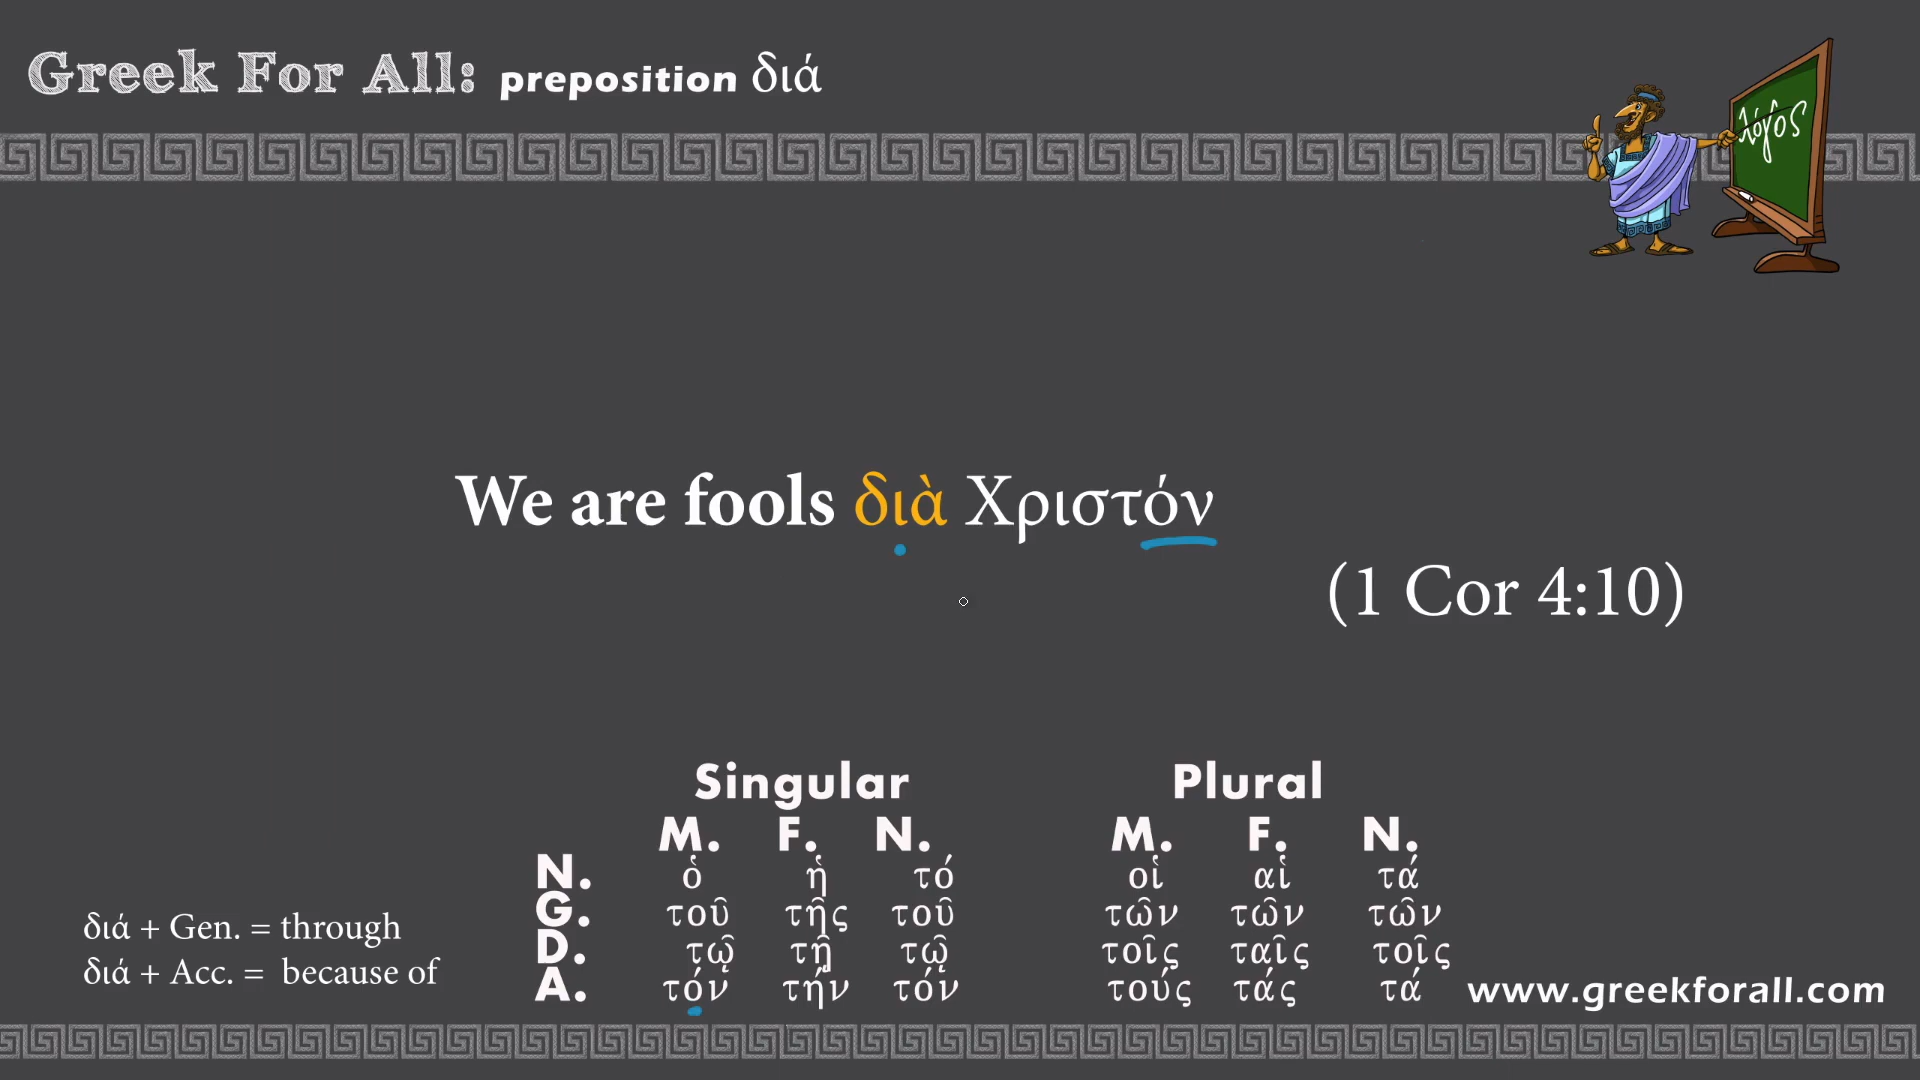 Greek For All: preposition διά
λόγος
We are fools διὰ Χριστόν
(1 Cor 4:10)
Singular Plural
M. F. N. M. F. N.
N. ὁ ἡ τό οἱ αἱ τά
G. τοῦ τῆς τοῦ τῶν τῶν τῶν
D. τῷ τῇ τῷ τοῖς ταῖς τοῖς
A. τόν τήν τόν τούς τάς τά
διά + Gen. = through
διά + Acc. = because of
www.greekforall.com